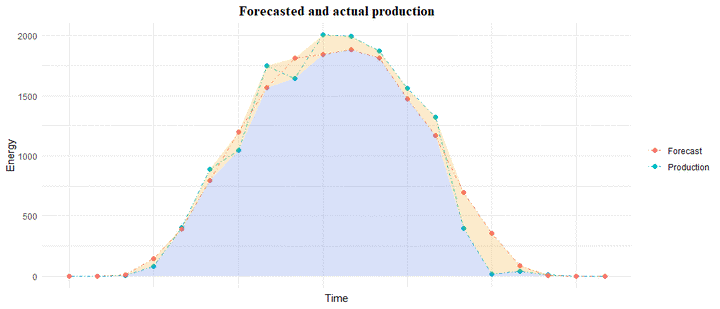 Forecasted and actual production
2000
1500
1000
500
0
Energy
Time
Forecast
Production